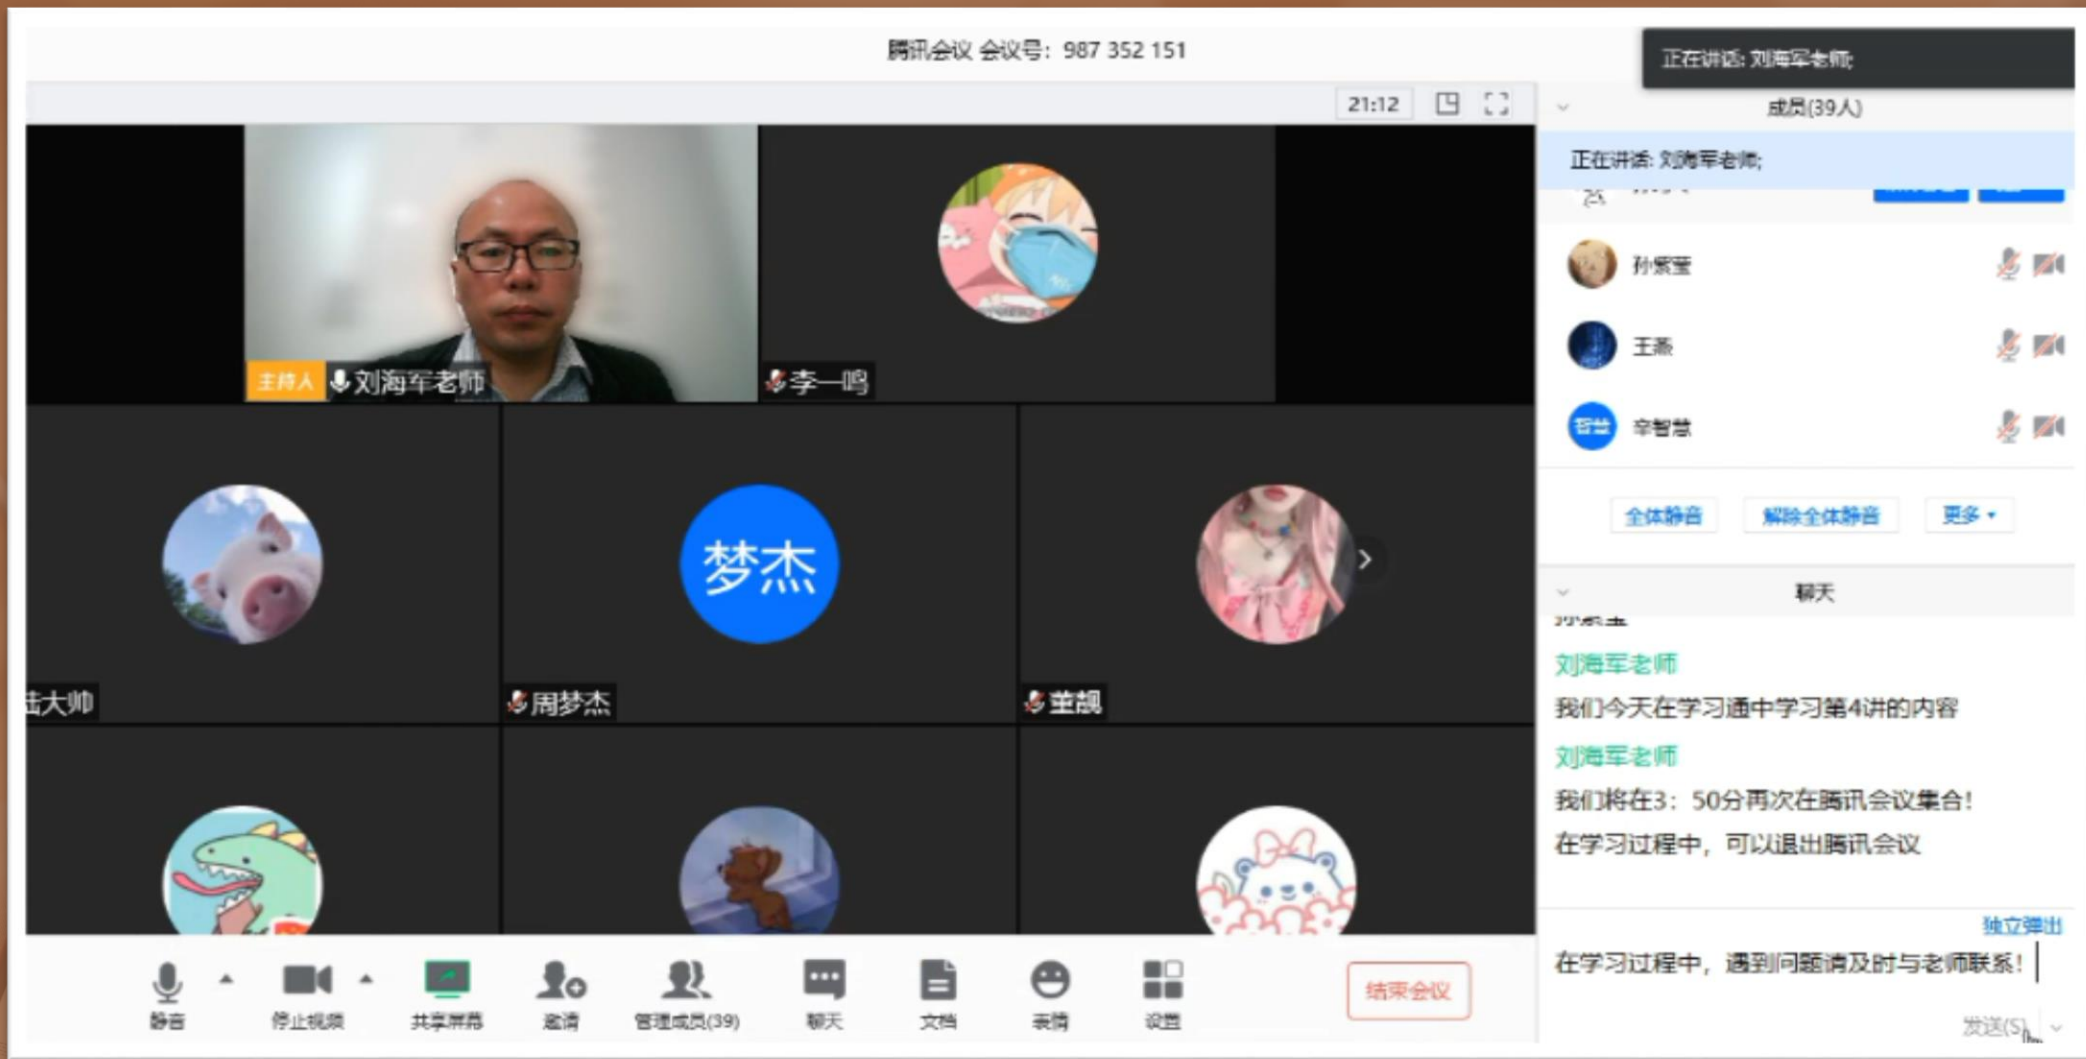 腾讯会议 会议号：987 352 151
正在讲话: 刘海军老师;
21:12
成员(39人)
正在讲话: 刘海军老师;
孙紫莹
王燕
辛智慧
智慧
全体静音
解除全体静音
更多
主持人
刘海军老师
李一鸣
梦杰
大帅
周梦杰
董靓
聊天
孙紫莹
刘海军老师
我们今天在学习通中学习第4讲的内容
刘海军老师
我们将在3：50分再次在腾讯会议集合！
在学习过程中，可以退出腾讯会议
独立弹出
在学习过程中，遇到问题请及时与老师联系！
发送(S)
静音
停止视频
共享屏幕
邀请
管理成员(39)
聊天
文档
表情
设置
结束会议